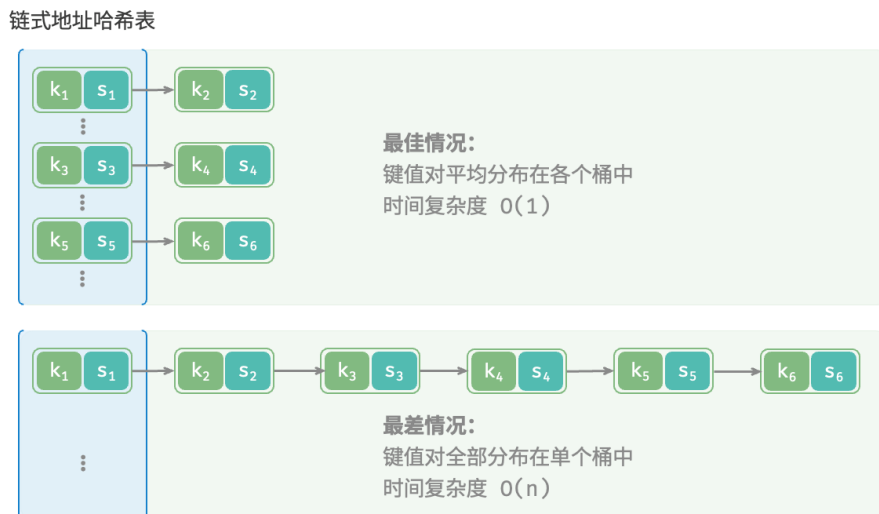 链式地址哈希表
k₁ s₁ k₂ s₂
k₃ s₃ k₄ s₄
k₅ s₅ k₆ s₆
最佳情况:
键值对平均分布在各个桶中
时间复杂度 O(1)
k₁ s₁ k₂ s₂ k₃ s₃ k₄ s₄ k₅ s₅ k₆ s₆
最差情况:
键值对全部分布在单个桶中
时间复杂度 O(n)